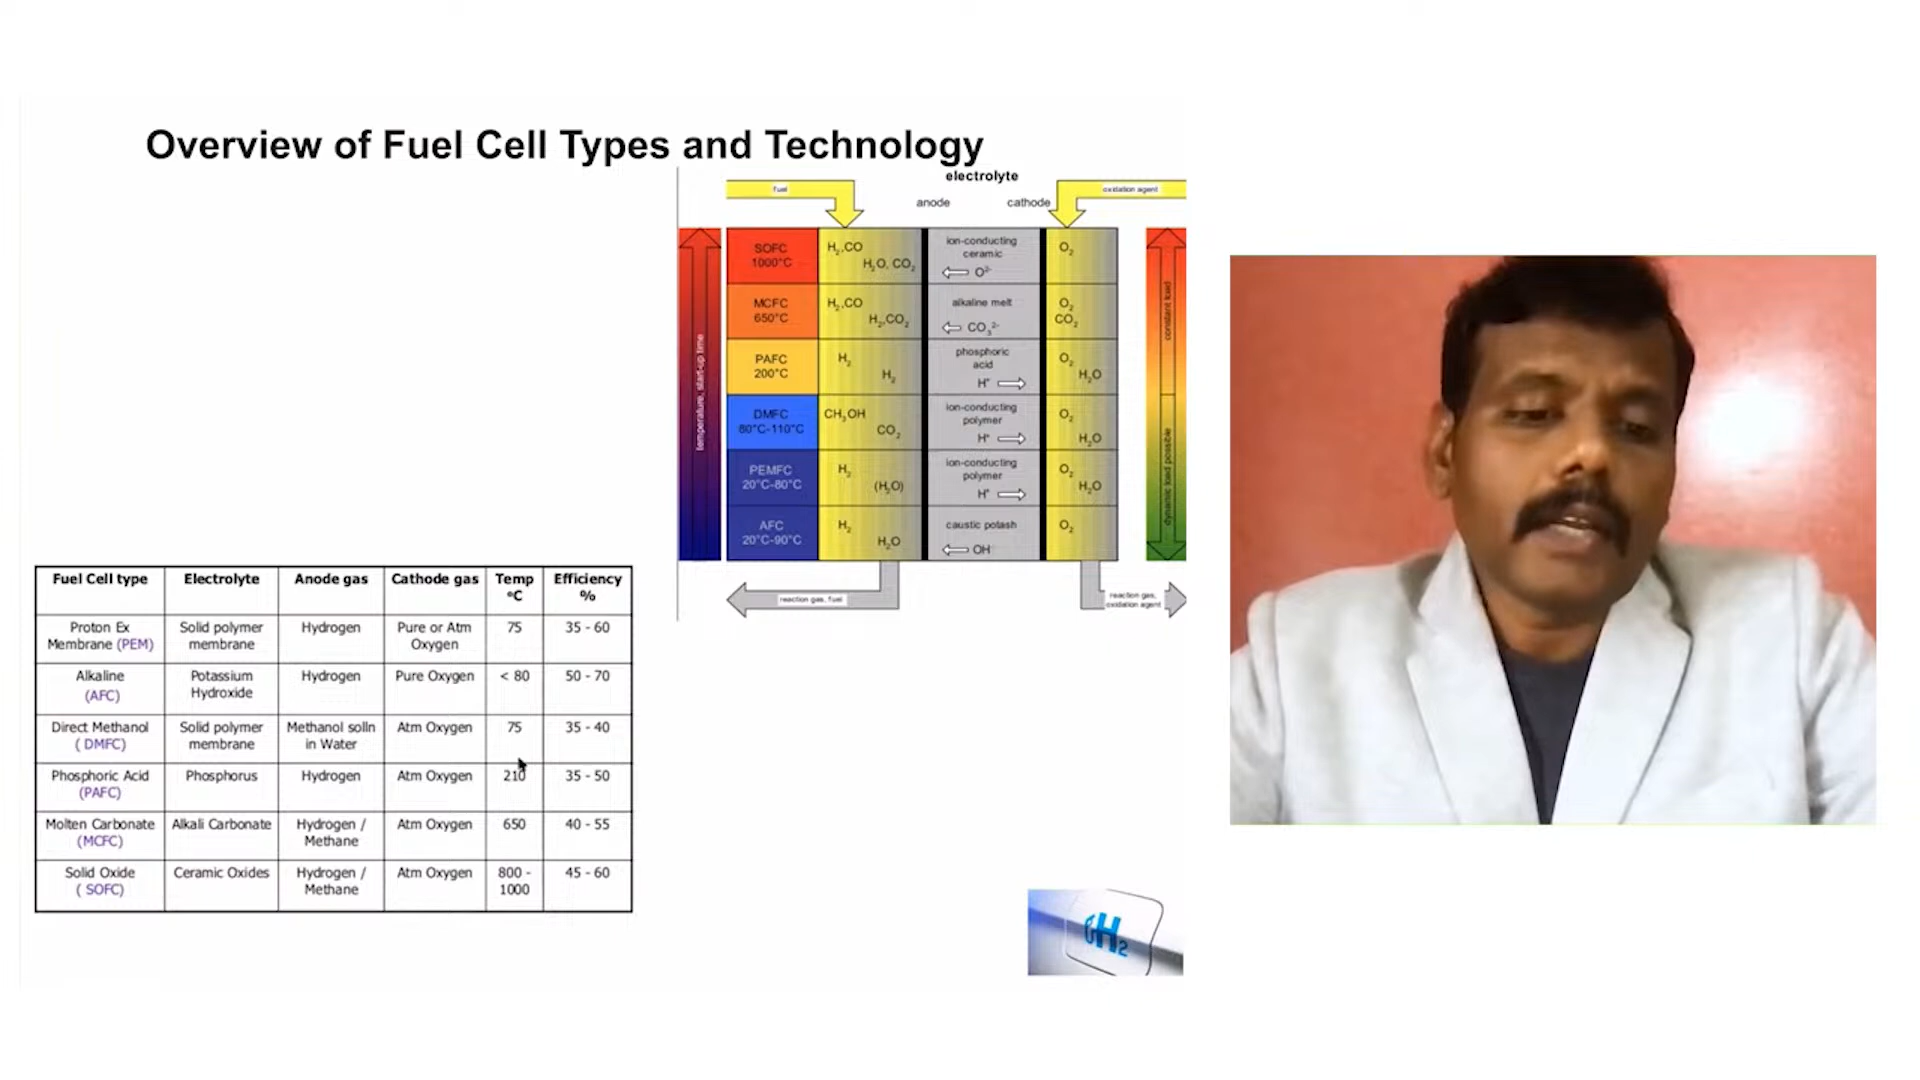 Overview of Fuel Cell Types and Technology
electrolyte
fuel
oxidation agent
anode
cathode
SOFC
1000°C
H₂,CO
H₂O, CO₂
ion-conducting
ceramic
O²⁻
O₂
MCFC
650°C
H₂,CO
H₂,CO₂
alkaline melt
CO₃²⁻
O₂
CO₂
PAFC
200°C
H₂
H₂
phosphoric
acid
H⁺
O₂
H₂O
DMFC
80°C-110°C
CH₃OH
CO₂
ion-conducting
polymer
H⁺
O₂
H₂O
PEMFC
20°C-80°C
H₂
(H₂O)
ion-conducting
polymer
H⁺
O₂
H₂O
AFC
20°C-90°C
H₂
H₂O
caustic potash
OH
O₂
temperature, start-up time
constant load
dynamic load possible
reaction gas, fuel
reaction gas,
oxidation agent
Fuel Cell type Electrolyte Anode gas Cathode gas Temp Efficiency
ºC %
Proton Ex Solid polymer Hydrogen Pure or Atm 75 35 - 60
Membrane (PEM) membrane Oxygen
Alkaline Potassium Hydrogen Pure Oxygen < 80 50 - 70
(AFC) Hydroxide
Direct Methanol Solid polymer Methanol solln Atm Oxygen 75 35 - 40
( DMFC) membrane in Water
Phosphoric Acid Phosphorus Hydrogen Atm Oxygen 210 35 - 50
(PAFC)
Molten Carbonate Alkali Carbonate Hydrogen / Atm Oxygen 650 40 - 55
(MCFC) Methane
Solid Oxide Ceramic Oxides Hydrogen / Atm Oxygen 800 - 45 - 60
( SOFC) Methane 1000
H₂